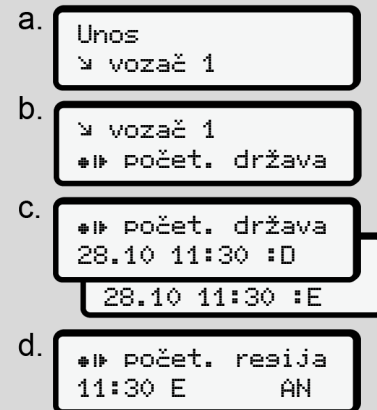 a.
Unos
↘ vozač 1
b.
↘ vozač 1
●I▶ počet. država
c.
●I▶ počet. država
28.10 11:30 :D
28.10 11:30 :E
d.
●I▶ počet. regija
11:30 E AN